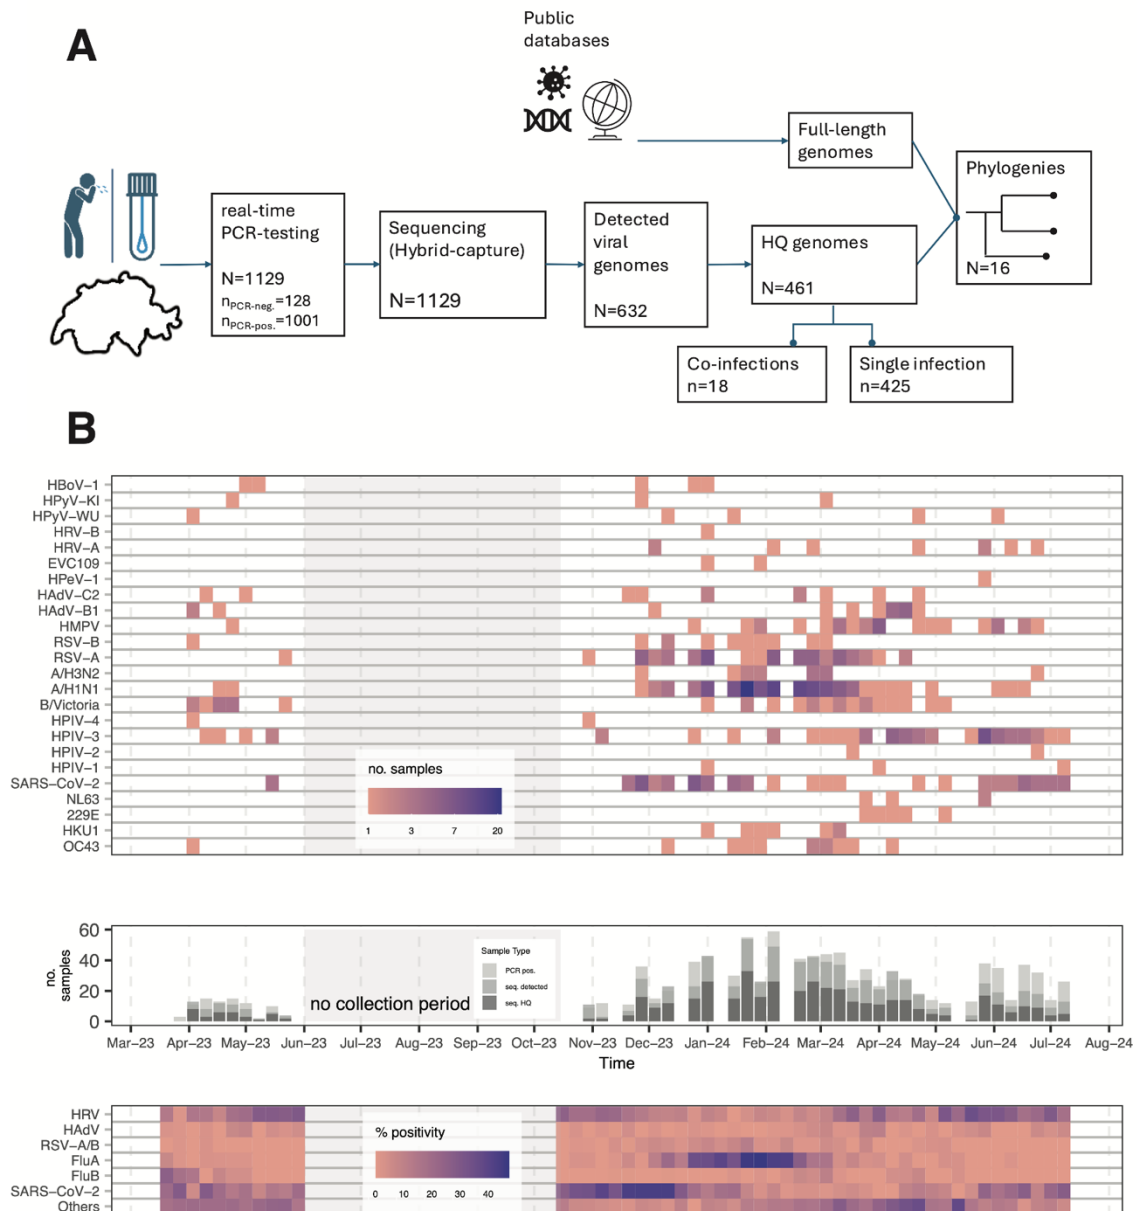 A
Public
databases
Full-length
genomes
Phylogenies
N=16
real-time
PCR-testing
N=1129
nPCR-neg.=128
nPCR-pos.=1001
Sequencing
(Hybrid-capture)
N=1129
Detected
viral
genomes
N=632
HQ genomes
N=461
Co-infections
n=18
Single infection
n=425
B
HBoV-1
HPyV-KI
HPyV-WU
HRV-B
HRV-A
EVC109
HPeV-1
HAdV-C2
HAdV-B1
HMPV
RSV-B
RSV-A
A/H3N2
A/H1N1
B/Victoria
HPIV-4
HPIV-3
HPIV-2
HPIV-1
SARS-CoV-2
NL63
229E
HKU1
OC43
no. samples
1 3 7 20
no.
samples
60
40
20
0
no collection period
Sample Type
PCR pos.
seq. detected
seq. HQ
Mar-23 Apr-23 May-23 Jun-23 Jul-23 Aug-23 Sep-23 Oct-23 Nov-23 Dec-23 Jan-24 Feb-24 Mar-24 Apr-24 May-24 Jun-24 Jul-24 Aug-24
Time
HRV
HAdV
RSV-A/B
FluA
FluB
SARS-CoV-2
Others
% positivity
0 10 20 30 40